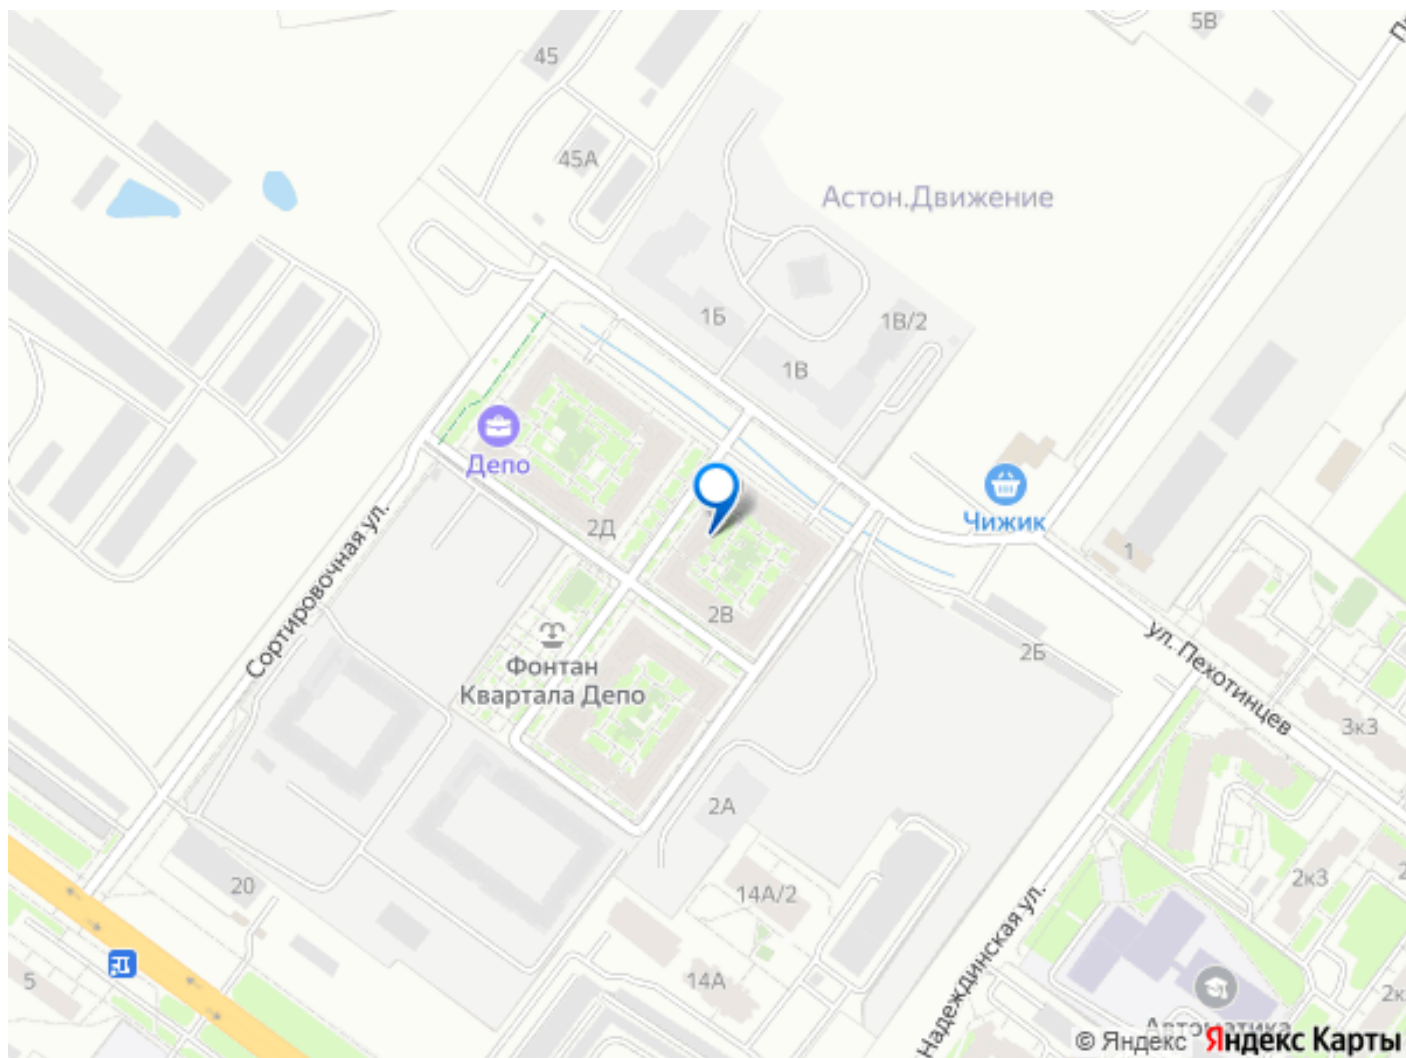 5В
45
45А
Астон.Движение
1Б
1В/2
1В
Депо
Чижик
2Д
1
2В
Сортировочная ул.
ул. Пехотинцев
2Б
Фонтан
Квартала Депо
3к3
2А
20
14А/2
2к3
Надеждинская ул.
5
14А
Автоматика
© Яндекс Яндекс Карты